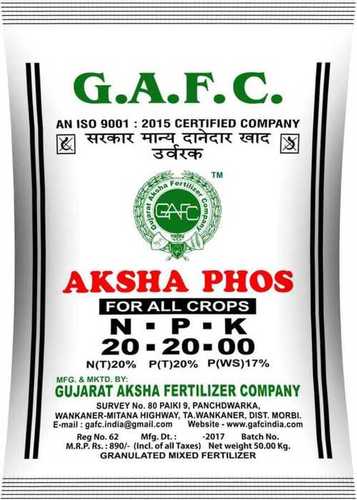 G.A.F.C.
AN ISO 9001 : 2015 CERTIFIED COMPANY
सरकार मान्य दानेदार खाद
उर्वरक
TM
Gujarat Aksha Fertilizer Company
GAFC
AKSHA PHOS
FOR ALL CROPS
N - P - K
20-20-00
N(T)20% P(T)20% P(WS)17%
MFG. & MKTD. BY:
GUJARAT AKSHA FERTILIZER COMPANY
SURVEY No. 80 PAIKI 9, PANCHDWARKA,
WANKANER-MITANA HIGHWAY, TA.WANKANER, DIST. MORBI.
E-mail : gafc.india@gmail.com Website - www.gafcindia.com
Reg No. 62 Mfg. Dt.: -2017 Batch No.
M.R.P. Rs : 890/- (Incl. of all Taxes) Net weight 50.00 Kg.
GRANULATED MIXED FERTILIZER